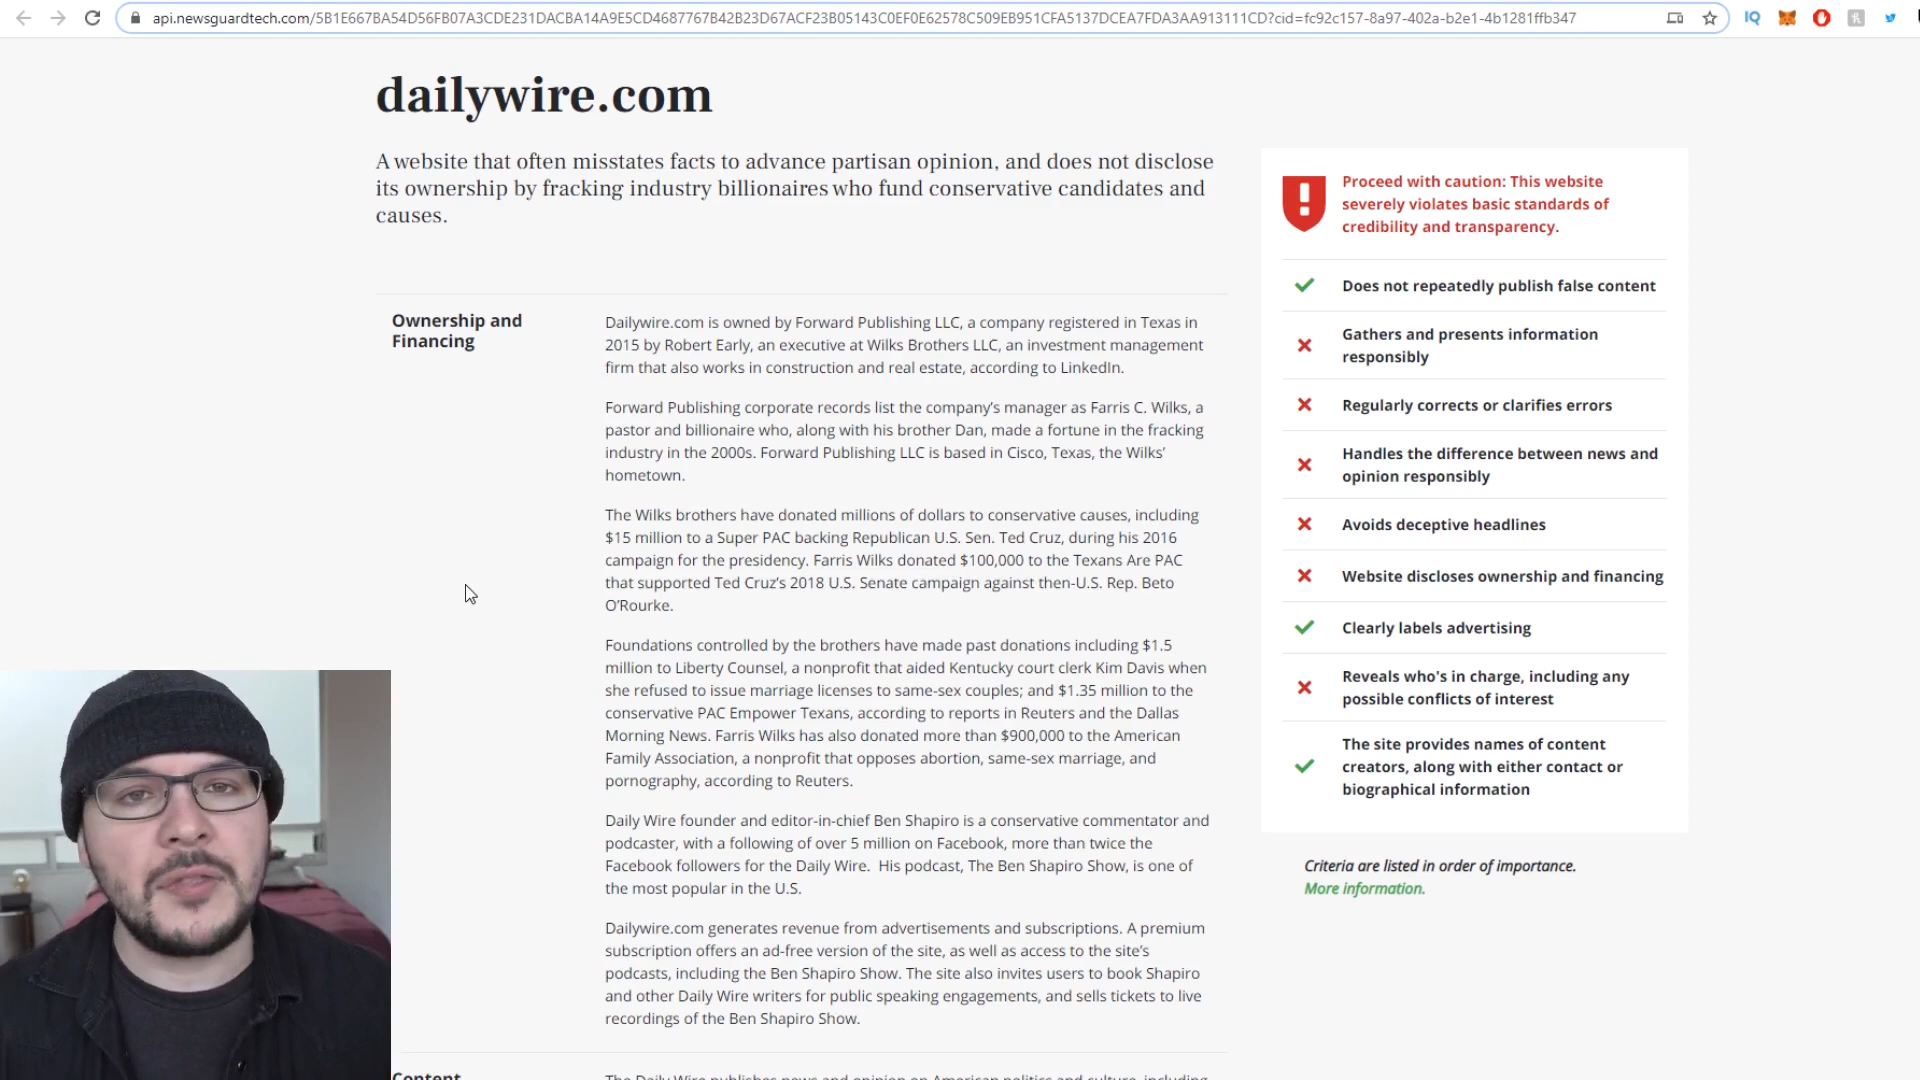 api.newsguardtech.com/5B1E667BA54D56FB07A3CDE231DACBA14A9E5CD4687767B42B23D67ACF23B05143C0EF0E62578C509EB951CFA5137DCEA7FDA3AA913111CD?cid=fc92c157-8a97-402a-b2e1-4b1281ffb347
IQ
dailywire.com
A website that often misstates facts to advance partisan opinion, and does not disclose
its ownership by fracking industry billionaires who fund conservative candidates and
causes.
Ownership and
Financing
Dailywire.com is owned by Forward Publishing LLC, a company registered in Texas in
2015 by Robert Early, an executive at Wilks Brothers LLC, an investment management
firm that also works in construction and real estate, according to LinkedIn.
Forward Publishing corporate records list the company's manager as Farris C. Wilks, a
pastor and billionaire who, along with his brother Dan, made a fortune in the fracking
industry in the 2000s. Forward Publishing LLC is based in Cisco, Texas, the Wilks'
hometown.
The Wilks brothers have donated millions of dollars to conservative causes, including
$15 million to a Super PAC backing Republican U.S. Sen. Ted Cruz, during his 2016
campaign for the presidency. Farris Wilks donated $100,000 to the Texans Are PAC
that supported Ted Cruz's 2018 U.S. Senate campaign against then-U.S. Rep. Beto
O'Rourke.
Foundations controlled by the brothers have made past donations including $1.5
million to Liberty Counsel, a nonprofit that aided Kentucky court clerk Kim Davis when
she refused to issue marriage licenses to same-sex couples; and $1.35 million to the
conservative PAC Empower Texans, according to reports in Reuters and the Dallas
Morning News. Farris Wilks has also donated more than $900,000 to the American
Family Association, a nonprofit that opposes abortion, same-sex marriage, and
pornography, according to Reuters.
Daily Wire founder and editor-in-chief Ben Shapiro is a conservative commentator and
podcaster, with a following of over 5 million on Facebook, more than twice the
Facebook followers for the Daily Wire. His podcast, The Ben Shapiro Show, is one of
the most popular in the U.S.
Dailywire.com generates revenue from advertisements and subscriptions. A premium
subscription offers an ad-free version of the site, as well as access to the site's
podcasts, including the Ben Shapiro Show. The site also invites users to book Shapiro
and other Daily Wire writers for public speaking engagements, and sells tickets to live
recordings of the Ben Shapiro Show.
Content
The Daily Wire publishes news and opinion on American politics and culture, including
Proceed with caution: This website
severely violates basic standards of
credibility and transparency.
Does not repeatedly publish false content
Gathers and presents information
responsibly
Regularly corrects or clarifies errors
Handles the difference between news and
opinion responsibly
Avoids deceptive headlines
Website discloses ownership and financing
Clearly labels advertising
Reveals who's in charge, including any
possible conflicts of interest
The site provides names of content
creators, along with either contact or
biographical information
Criteria are listed in order of importance.
More information.